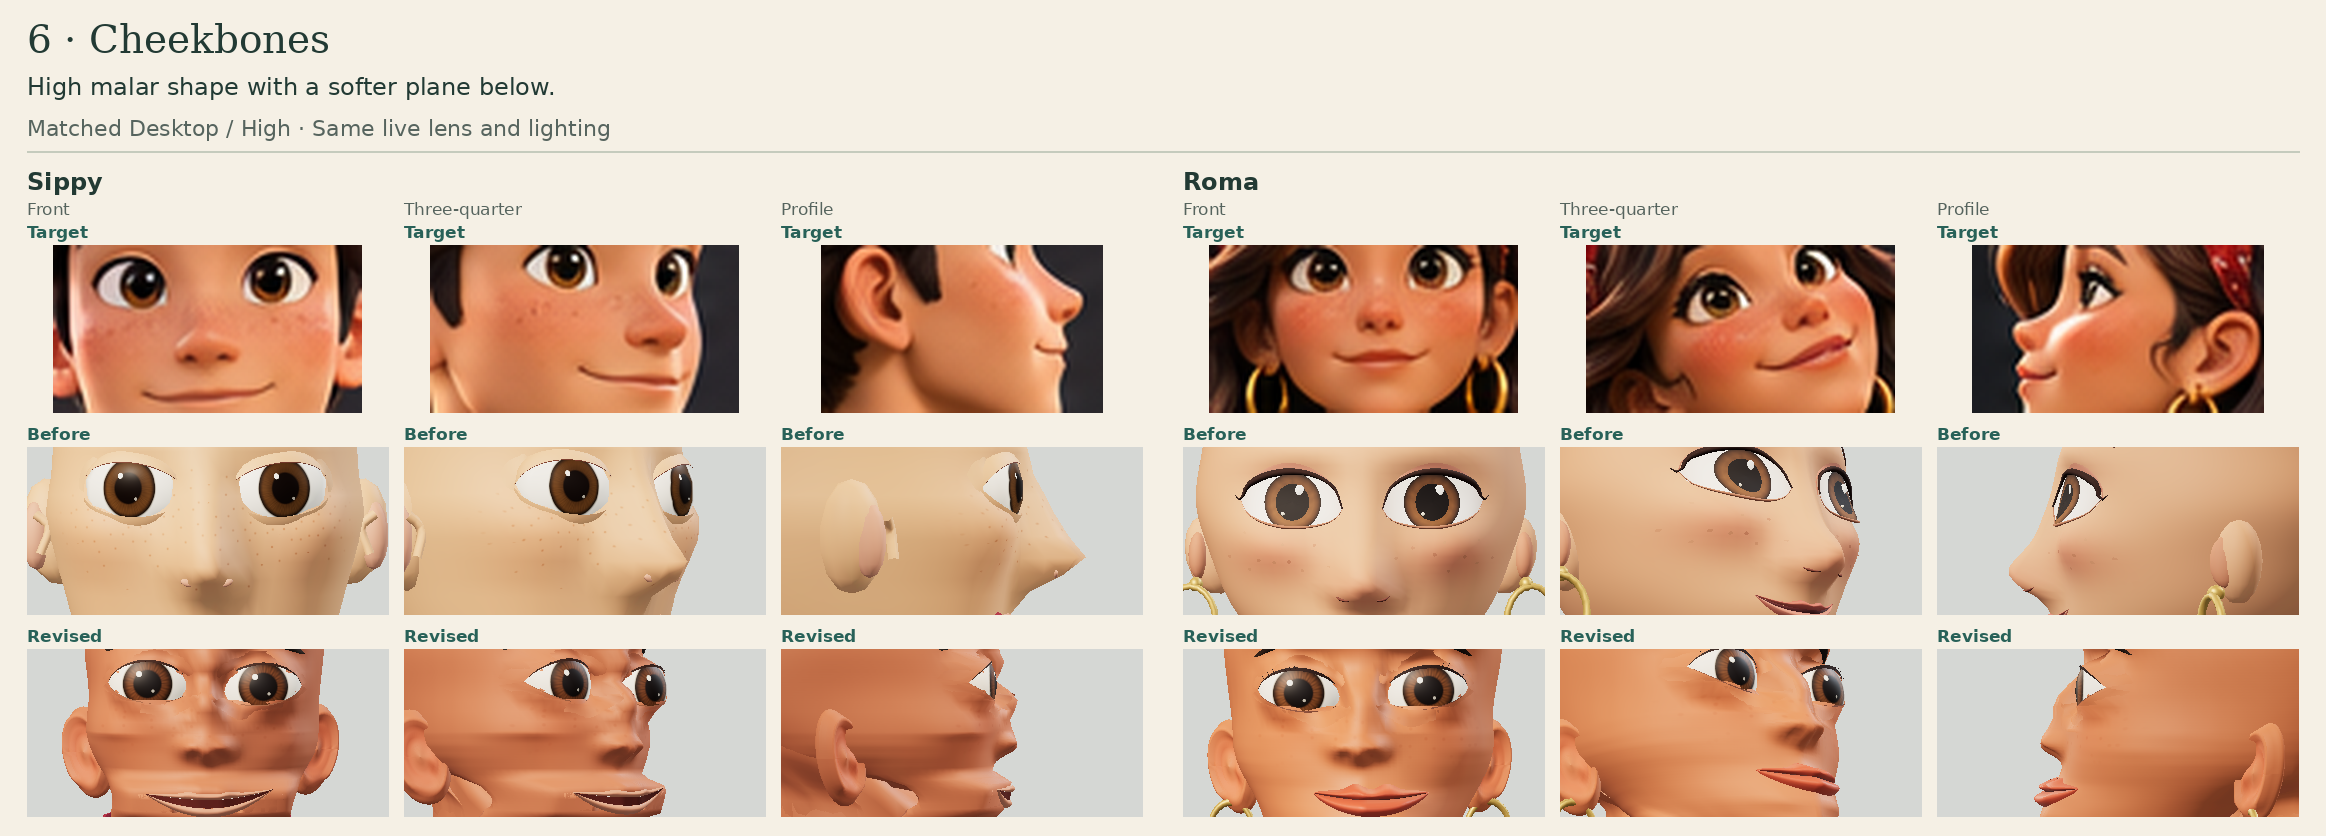 6 · Cheekbones
High malar shape with a softer plane below.
Matched Desktop / High · Same live lens and lighting
Sippy
Roma
Front
Three-quarter
Profile
Front
Three-quarter
Profile
Target
Target
Target
Target
Target
Target
Before
Before
Before
Before
Before
Before
Revised
Revised
Revised
Revised
Revised
Revised